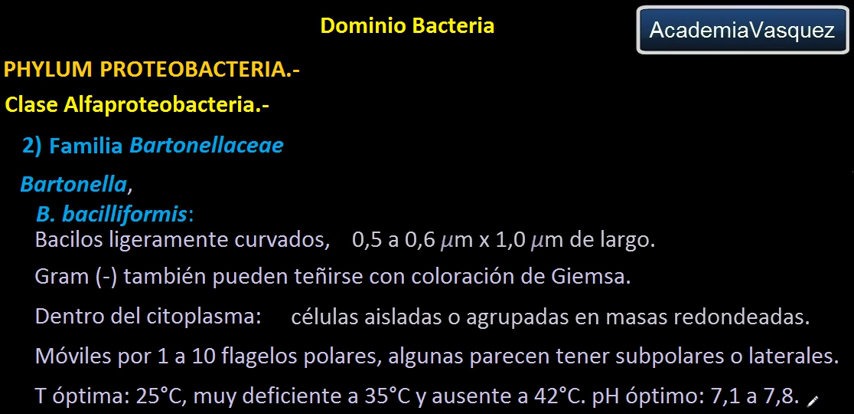 Dominio Bacteria
AcademiaVasquez
PHYLUM PROTEOBACTERIA.-
Clase Alfaproteobacteria.-
2) Familia Bartonellaceae
Bartonella,
B. bacilliformis:
Bacilos ligeramente curvados, 0,5 a 0,6 μm x 1,0 μm de largo.
Gram (-) también pueden teñirse con coloración de Giemsa.
Dentro del citoplasma: células aisladas o agrupadas en masas redondeadas.
Móviles por 1 a 10 flagelos polares, algunas parecen tener subpolares o laterales.
T óptima: 25°C, muy deficiente a 35°C y ausente a 42°C. pH óptimo: 7,1 a 7,8.